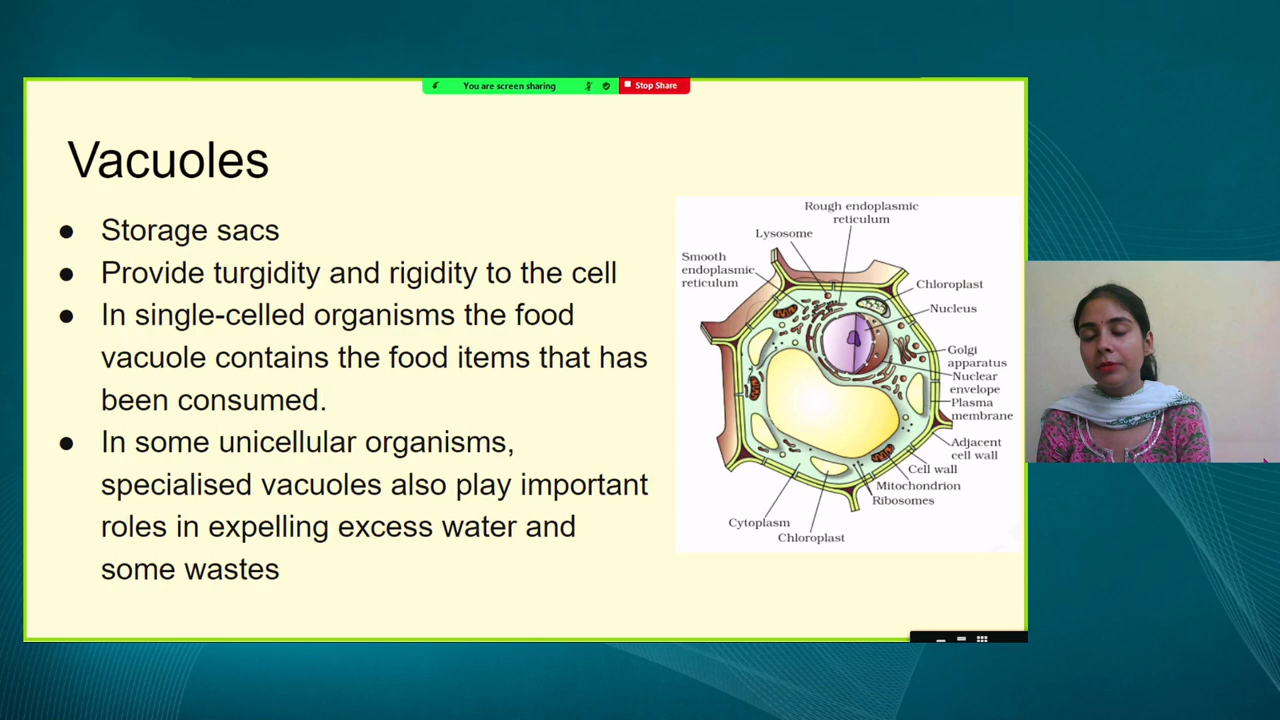 You are screen sharing
Stop Share
Vacuoles
● Storage sacs
● Provide turgidity and rigidity to the cell
● In single-celled organisms the food
vacuole contains the food items that has
been consumed.
● In some unicellular organisms,
specialised vacuoles also play important
roles in expelling excess water and
some wastes
Rough endoplasmic
reticulum
Lysosome
Smooth
endoplasmic
reticulum
Chloroplast
Nucleus
Golgi
apparatus
Nuclear
envelope
Plasma
membrane
Adjacent
cell wall
Cell wall
Mitochondrion
Ribosomes
Cytoplasm
Chloroplast